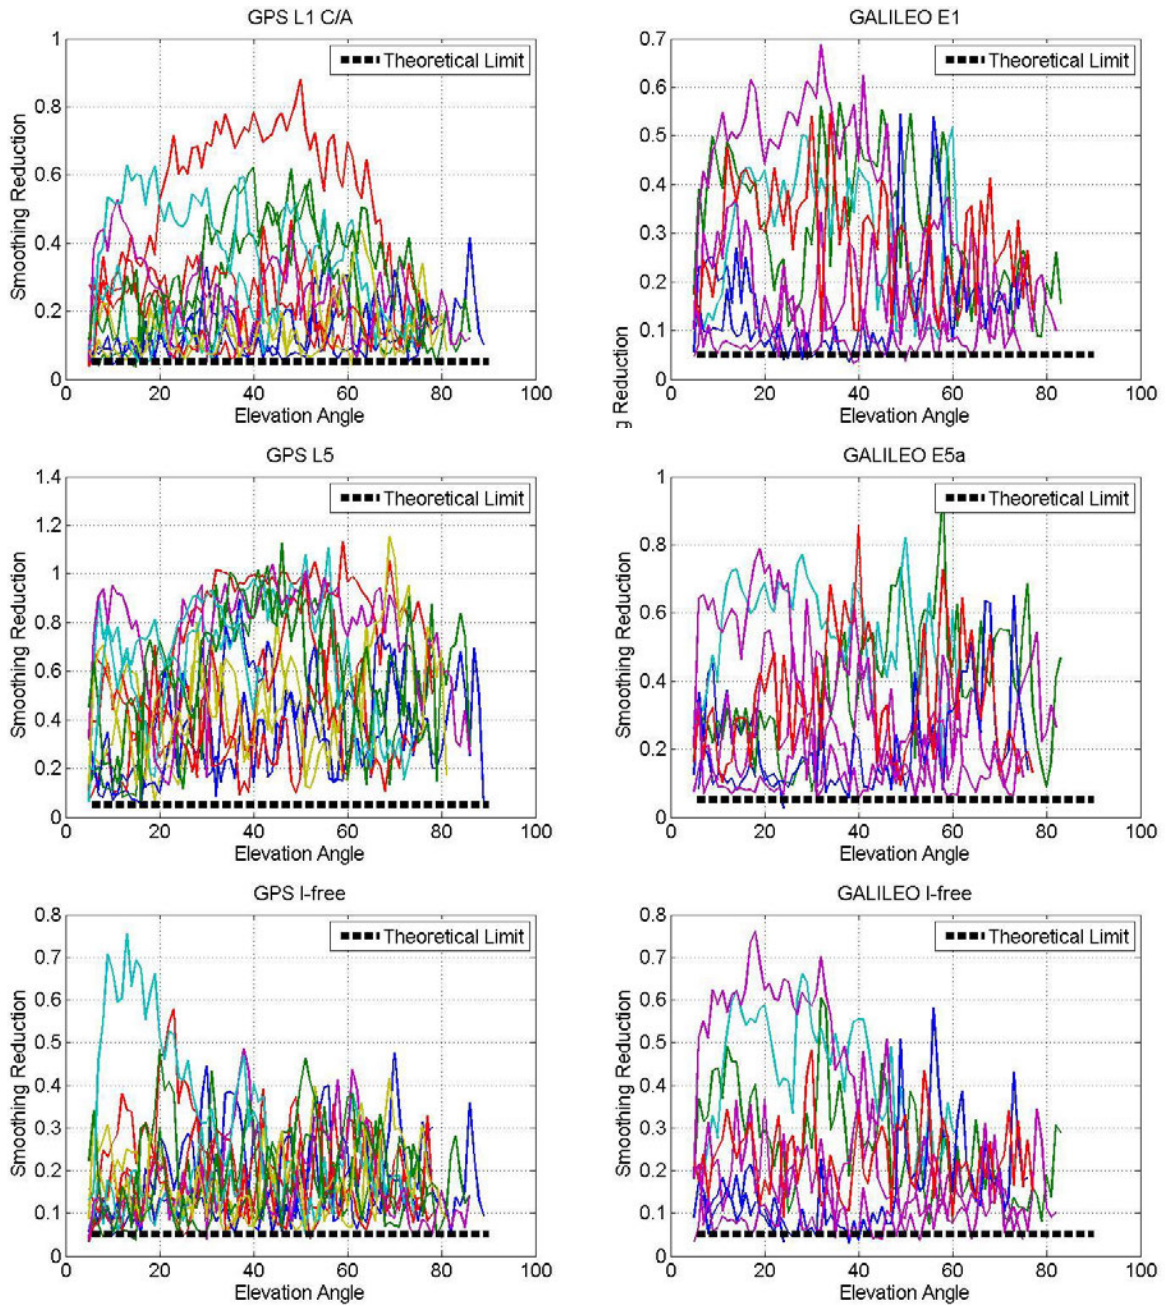 GPS L1 C/A
1
0.8
0.6
0.4
0.2
0
Smoothing Reduction
Theoretical Limit
0 20 40 60 80 100
Elevation Angle
GALILEO E1
0.7
0.6
0.5
0.4
0.3
0.2
0.1
0
g Reduction
Theoretical Limit
0 20 40 60 80 100
Elevation Angle
GPS L5
1.4
1.2
1
0.8
0.6
0.4
0.2
0
Smoothing Reduction
Theoretical Limit
0 20 40 60 80 100
Elevation Angle
GALILEO E5a
1
0.8
0.6
0.4
0.2
0
Smoothing Reduction
Theoretical Limit
0 20 40 60 80 100
Elevation Angle
GPS I-free
0.8
0.7
0.6
0.5
0.4
0.3
0.2
0.1
0
Smoothing Reduction
Theoretical Limit
0 20 40 60 80 100
Elevation Angle
GALILEO I-free
0.8
0.7
0.6
0.5
0.4
0.3
0.2
0.1
0
Smoothing Reduction
Theoretical Limit
0 20 40 60 80 100
Elevation Angle